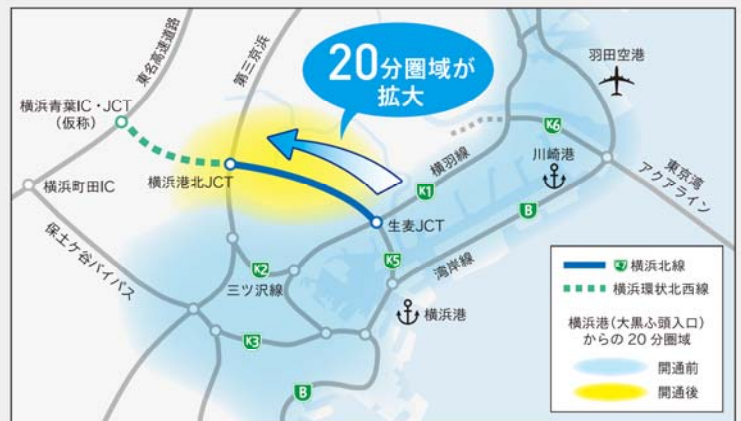 20分圏域が
拡大
東名高速道路
第三京浜
羽田空港
横浜青葉IC・JCT
(仮称)
K6
横羽線
川崎港
横浜港北JCT
K1
横浜町田IC
東京湾
アクアライン
B
生麦JCT
保土ケ谷バイパス
K2
K5
湾岸線
三ツ沢線
横浜港
K3
B
K7 横浜北線
横浜環状北西線
横浜港(大黒ふ頭入口)
からの20分圏域
開通前
開通後